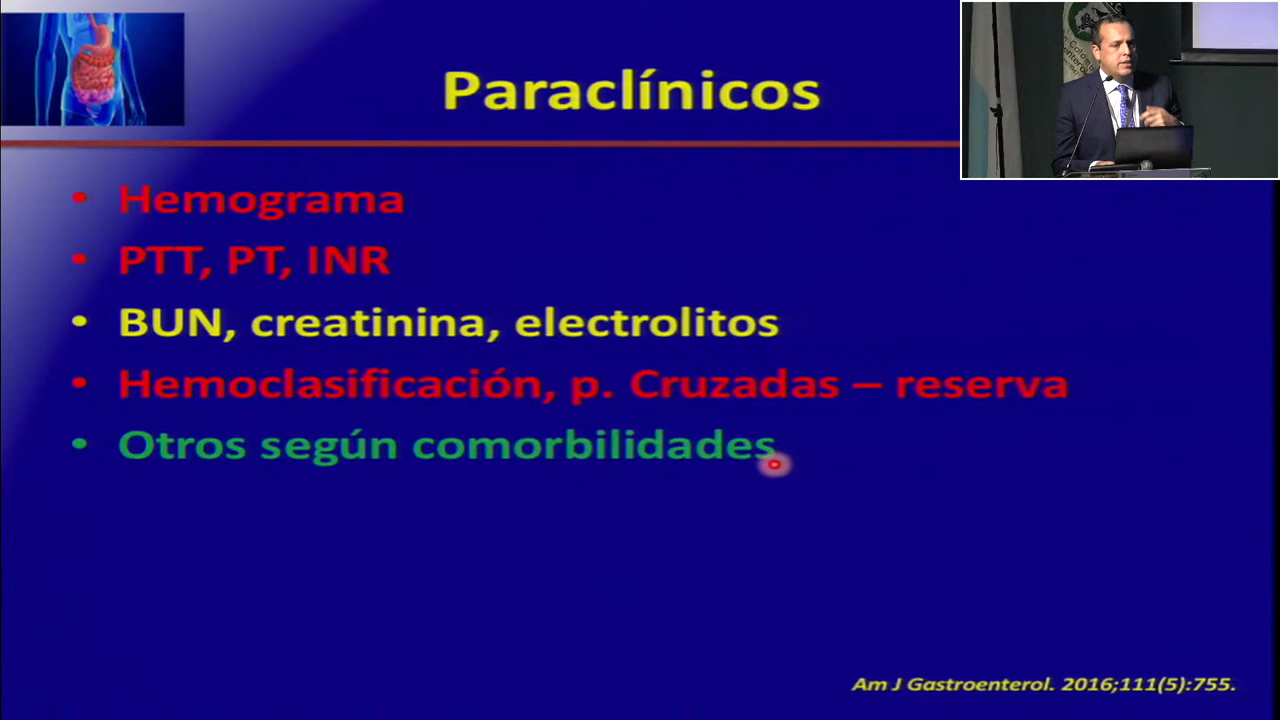 Paraclínicos
• Hemograma
• PTT, PT, INR
• BUN, creatinina, electrolitos
• Hemoclasificación, p. Cruzadas – reserva
• Otros según comorbilidades
Am J Gastroenterol. 2016;111(5):755.